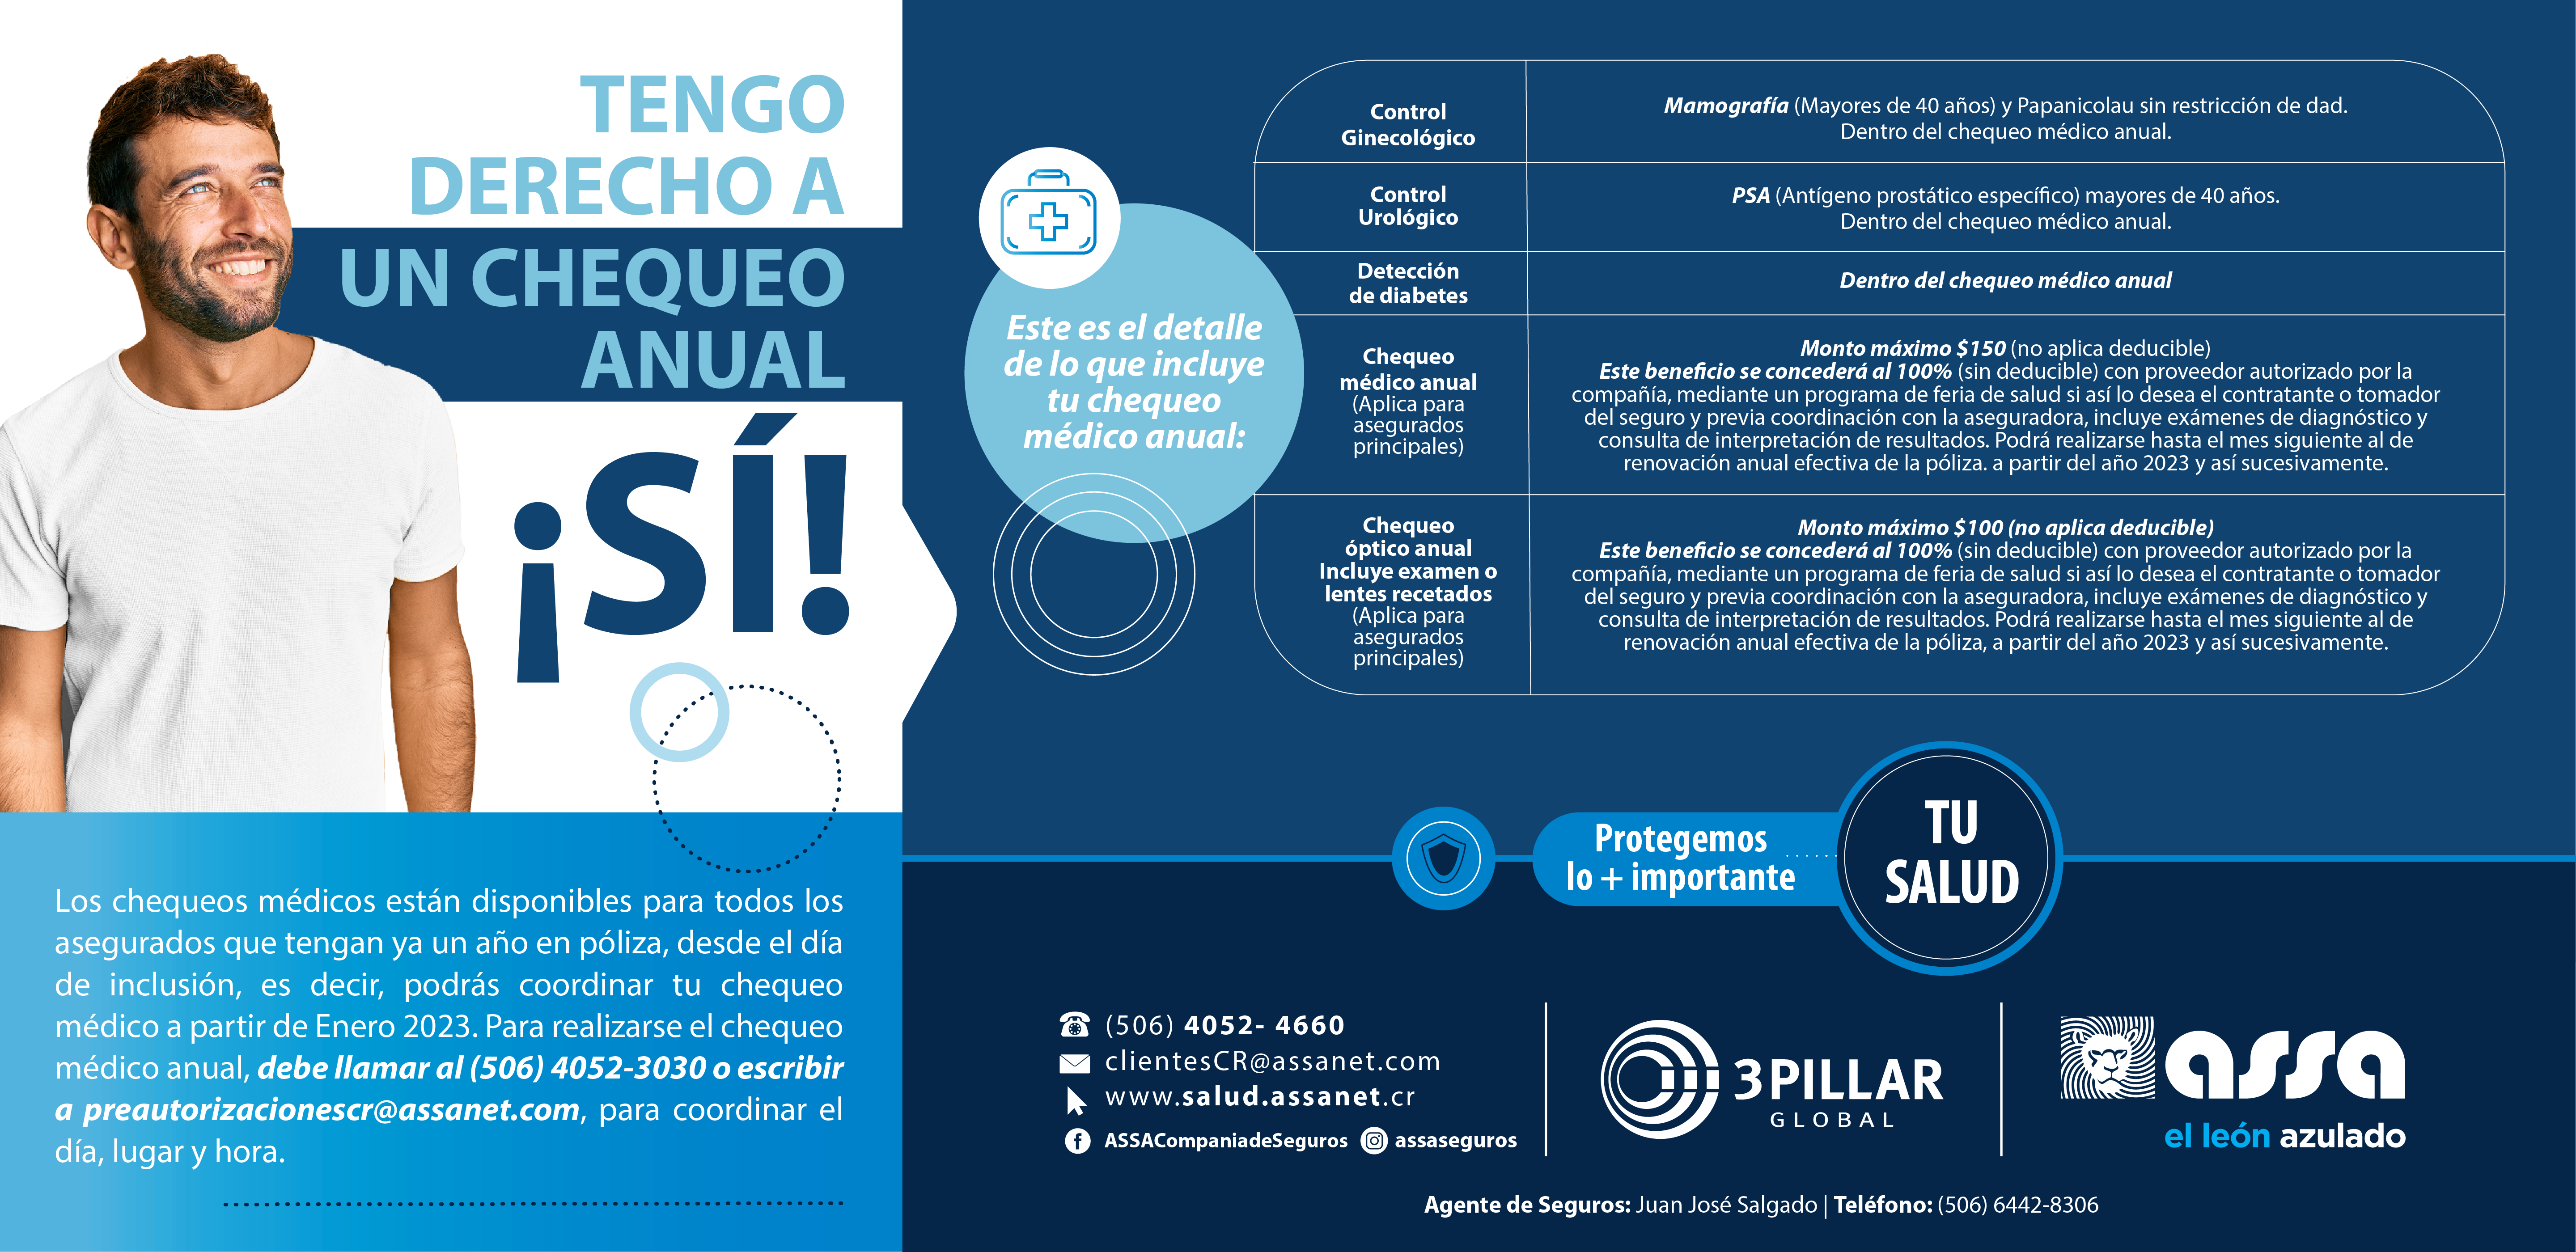 TENGO
DERECHO A
UN CHEQUEO
ANUAL
¡SÍ!
Los chequeos médicos están disponibles para todos los
asegurados que tengan ya un año en póliza, desde el día
de inclusión, es decir, podrás coordinar tu chequeo
médico a partir de Enero 2023. Para realizarse el chequeo
médico anual, debe llamar al (506) 4052-3030 o escribir
a preautorizacionescr@assanet.com, para coordinar el
día, lugar y hora.
Este es el detalle
de lo que incluye
tu chequeo
médico anual:
Control
Ginecológico
Mamografía (Mayores de 40 años) y Papanicolau sin restricción de dad.
Dentro del chequeo médico anual.
Control
Urológico
PSA (Antígeno prostático específico) mayores de 40 años.
Dentro del chequeo médico anual.
Detección
de diabetes
Dentro del chequeo médico anual
Chequeo
médico anual
(Aplica para
asegurados
principales)
Monto máximo $150 (no aplica deducible)
Este beneficio se concederá al 100% (sin deducible) con proveedor autorizado por la
compañía, mediante un programa de feria de salud si así lo desea el contratante o tomador
del seguro y previa coordinación con la aseguradora, incluye exámenes de diagnóstico y
consulta de interpretación de resultados. Podrá realizarse hasta el mes siguiente al de
renovación anual efectiva de la póliza. a partir del año 2023 y así sucesivamente.
Chequeo
óptico anual
Incluye examen o
lentes recetados
(Aplica para
asegurados
principales)
Monto máximo $100 (no aplica deducible)
Este beneficio se concederá al 100% (sin deducible) con proveedor autorizado por la
compañía, mediante un programa de feria de salud si así lo desea el contratante o tomador
del seguro y previa coordinación con la aseguradora, incluye exámenes de diagnóstico y
consulta de interpretación de resultados. Podrá realizarse hasta el mes siguiente al de
renovación anual efectiva de la póliza, a partir del año 2023 y así sucesivamente.
Protegemos
lo + importante
TU
SALUD
(506) 4052- 4660
clientesCR@assanet.com
www.salud.assanet.cr
ASSACompaniadeSeguros assaseguros
3PILLAR
GLOBAL
assa
el león azulado
Agente de Seguros: Juan José Salgado | Teléfono: (506) 6442-8306